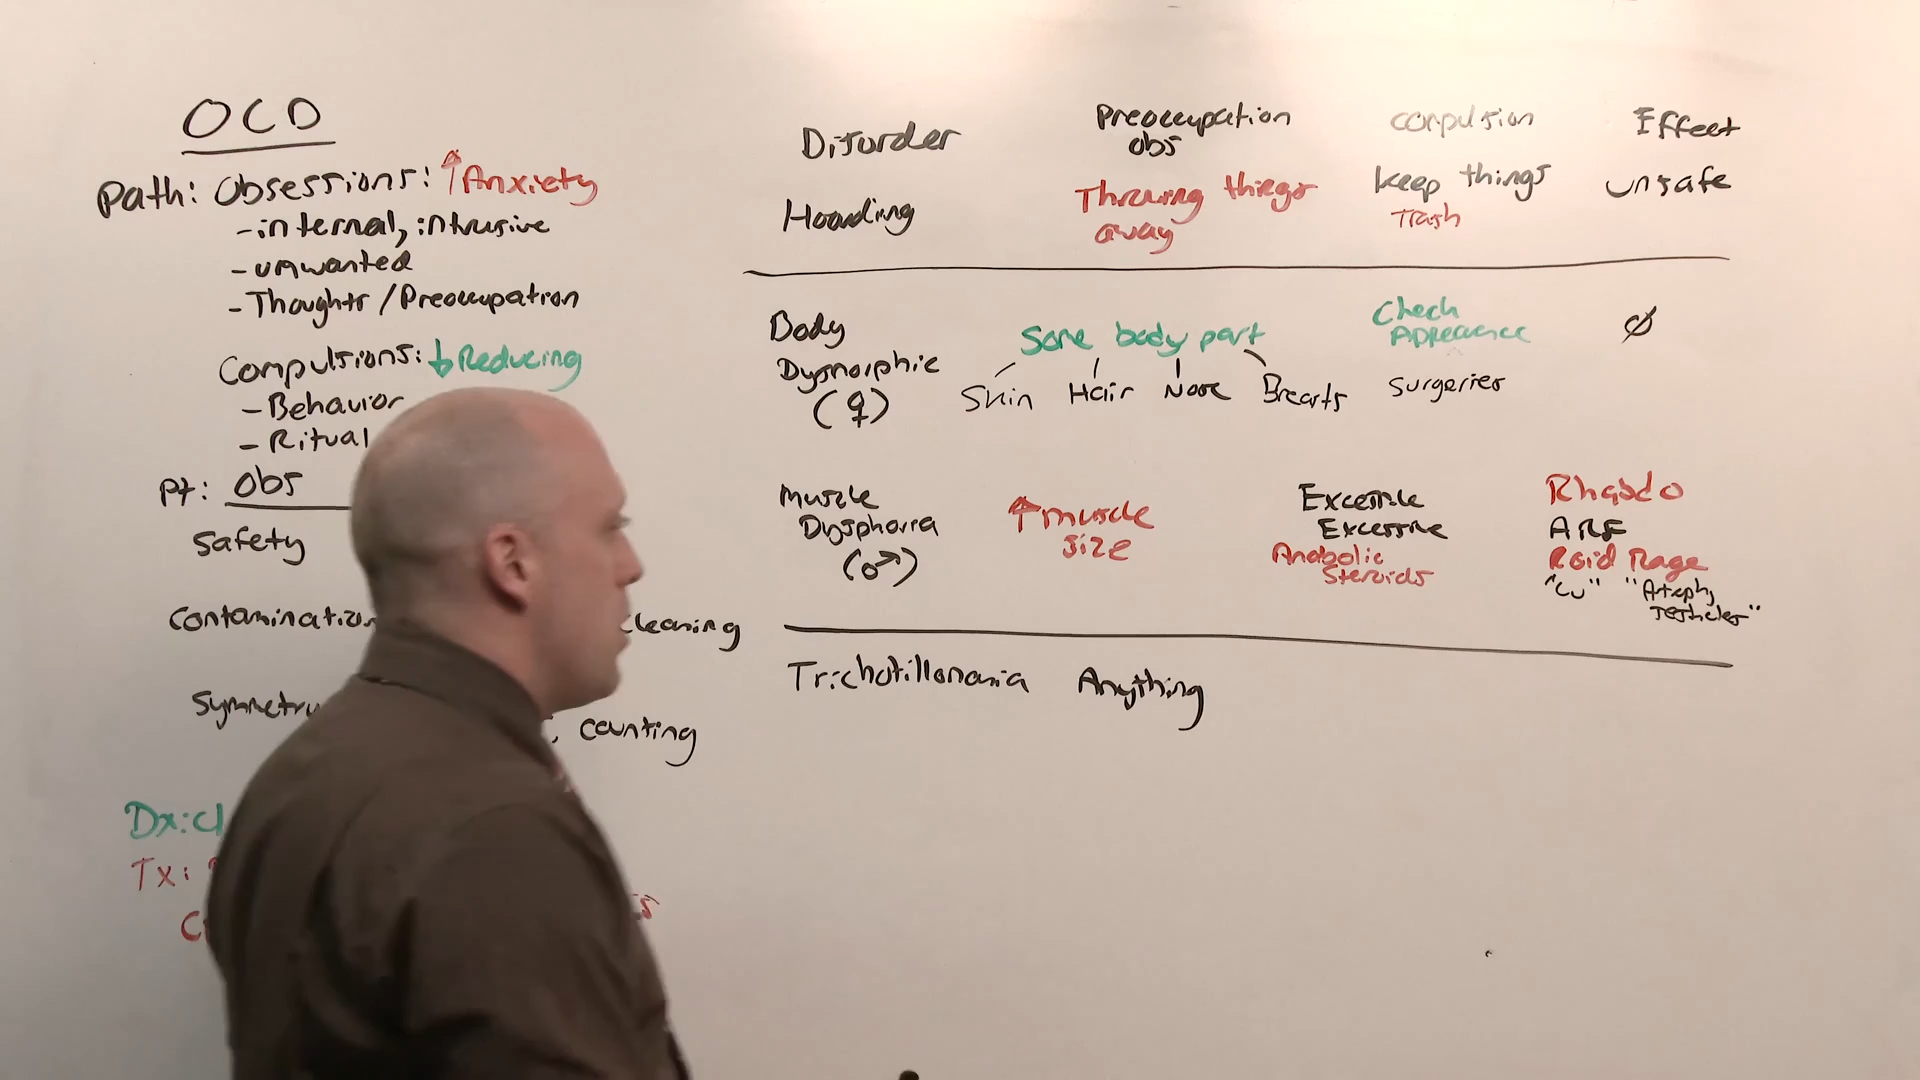 OCD
Path: Obsessions: ↑Anxiety
- internal, intrusive
- unwanted
- Thoughts / Preoccupation
Compulsions: ↓Reducing
- Behavior
- Ritual
Pt: Obs
Safety
Contamination
cleaning
Symmetry
, counting
Dx: cl
Tx:
C
Disorder Preoccupation compulsion Effect
obs
Hoarding Throwing things away keep things unsafe
Trash
Body Dysmorphic (♀) Some body part Check Appearance ∅
Skin Hair Nose Breasts Surgeries
Muscle Dysphoria (♂) ↑muscle size Excessive Excessive Rhabdo
ARF
Anabolic Steroids Roid Rage
"CV" "Atrophy Testicles"
Trichotillomania Anything